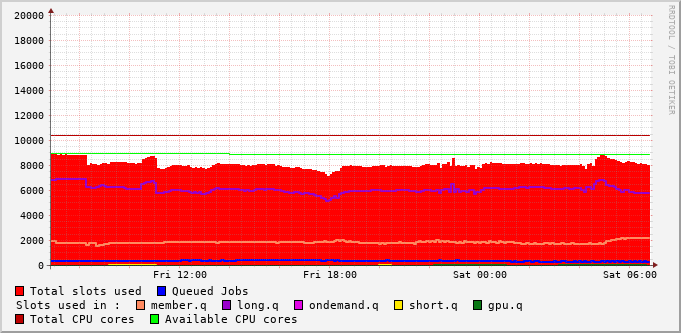 20000
18000
16000
14000
12000
10000
8000
6000
4000
2000
0
Fri 12:00 Fri 18:00 Sat 00:00 Sat 06:00
RRDTOOL / TOBI OETIKER
Total slots used Queued Jobs
Slots used in : member.q long.q ondemand.q short.q gpu.q
Total CPU cores Available CPU cores